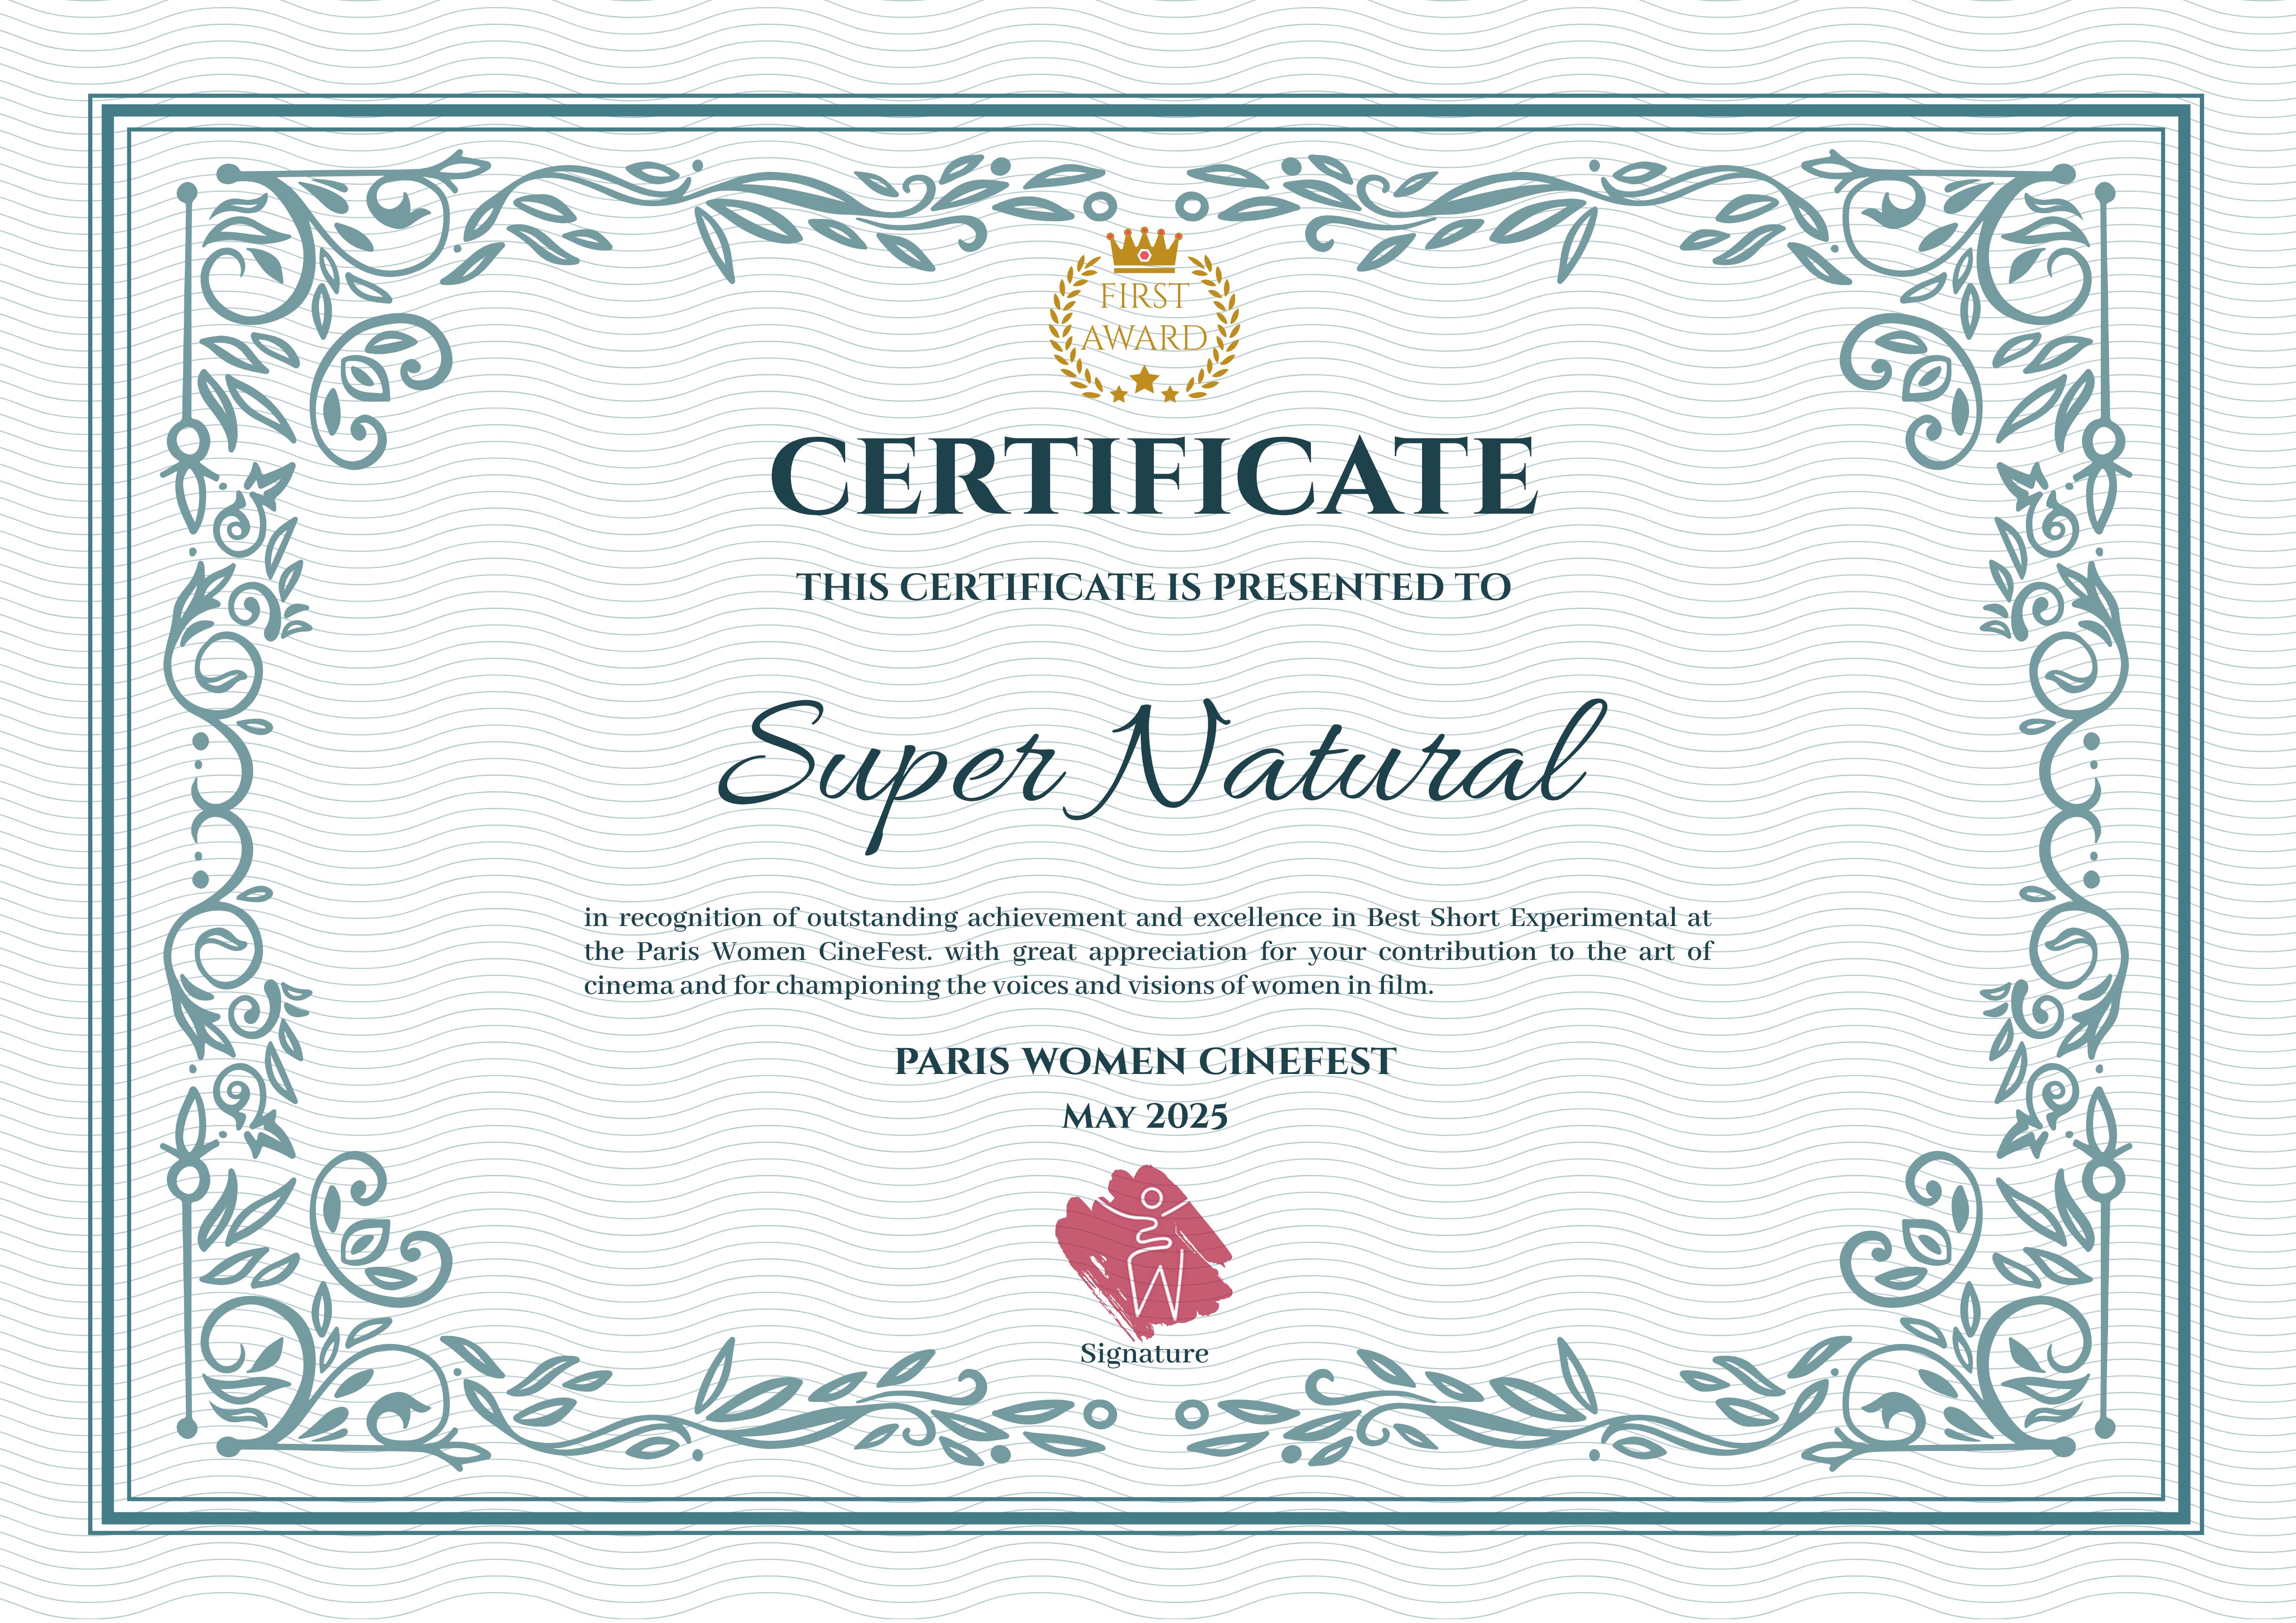 FIRST
AWARD
CERTIFICATE
THIS CERTIFICATE IS PRESENTED TO
Super Natural
in recognition of outstanding achievement and excellence in Best Short Experimental at
the Paris Women CineFest. with great appreciation for your contribution to the art of
cinema and for championing the voices and visions of women in film.
PARIS WOMEN CINEFEST
MAY 2025
Signature